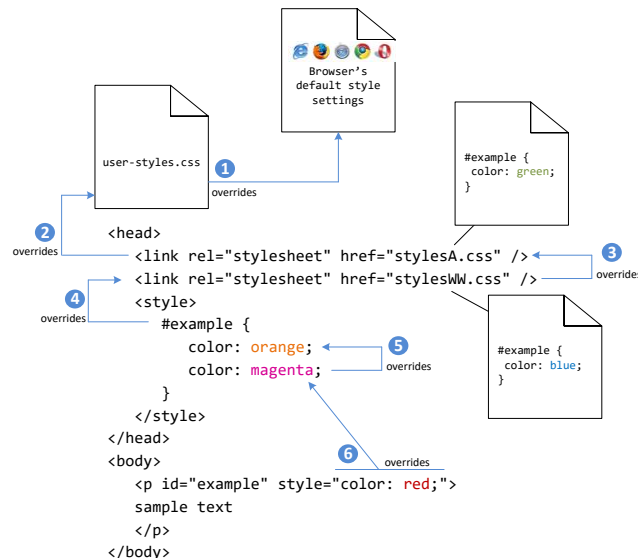 Browser's
default style
settings
user-styles.css
1
overrides
#example {
color: green;
}
2
overrides
<head>
<link rel="stylesheet" href="stylesA.css" />
3
overrides
<link rel="stylesheet" href="stylesWW.css" />
4
overrides
<style>
#example {
color: orange;
5
overrides
color: magenta;
}
</style>
#example {
color: blue;
}
</head>
<body>
6
overrides
<p id="example" style="color: red;">
sample text
</p>
</body>